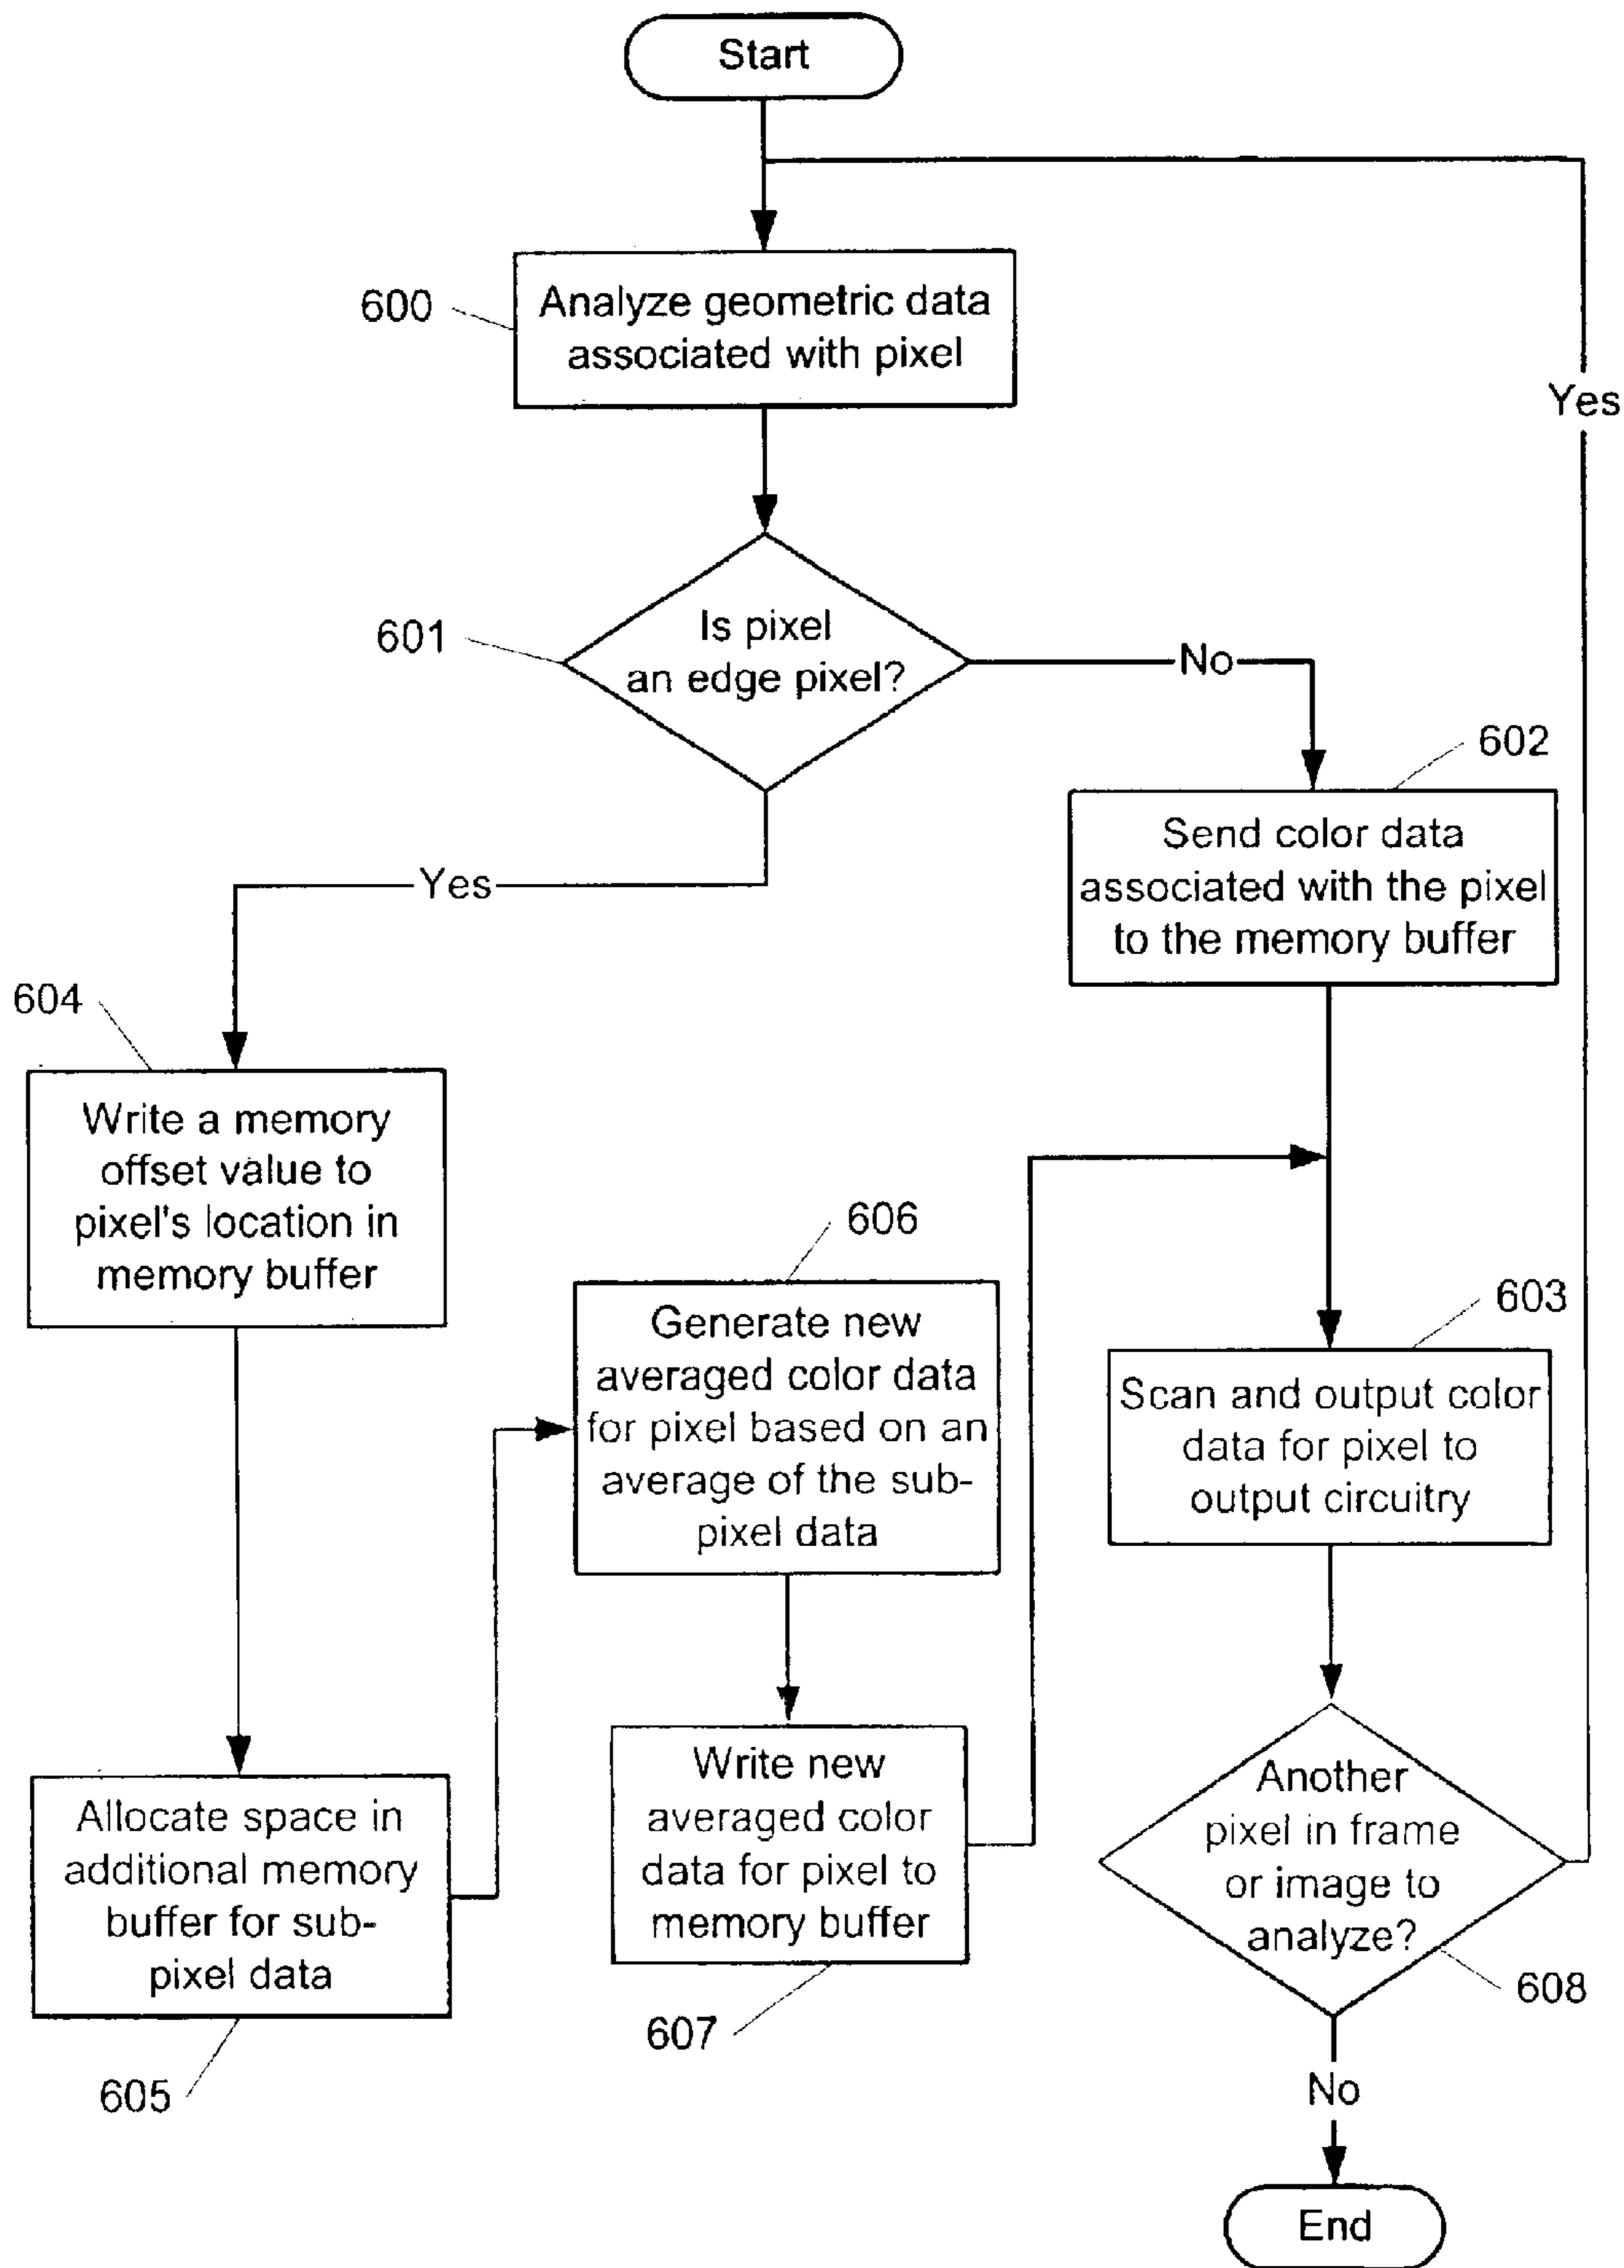 Start
600
Analyze geometric data
associated with pixel
Yes
601
Is pixel
an edge pixel?
No
602
Send color data
associated with the pixel
to the memory buffer
Yes
604
Write a memory
offset value to
pixel's location in
memory buffer
606
Generate new
averaged color data
for pixel based on an
average of the sub-
pixel data
603
Scan and output color
data for pixel to
output circuitry
Allocate space in
additional memory
buffer for sub-
pixel data
605
Write new
averaged color
data for pixel to
memory buffer
607
Another
pixel in frame
or image to
analyze?
608
No
End